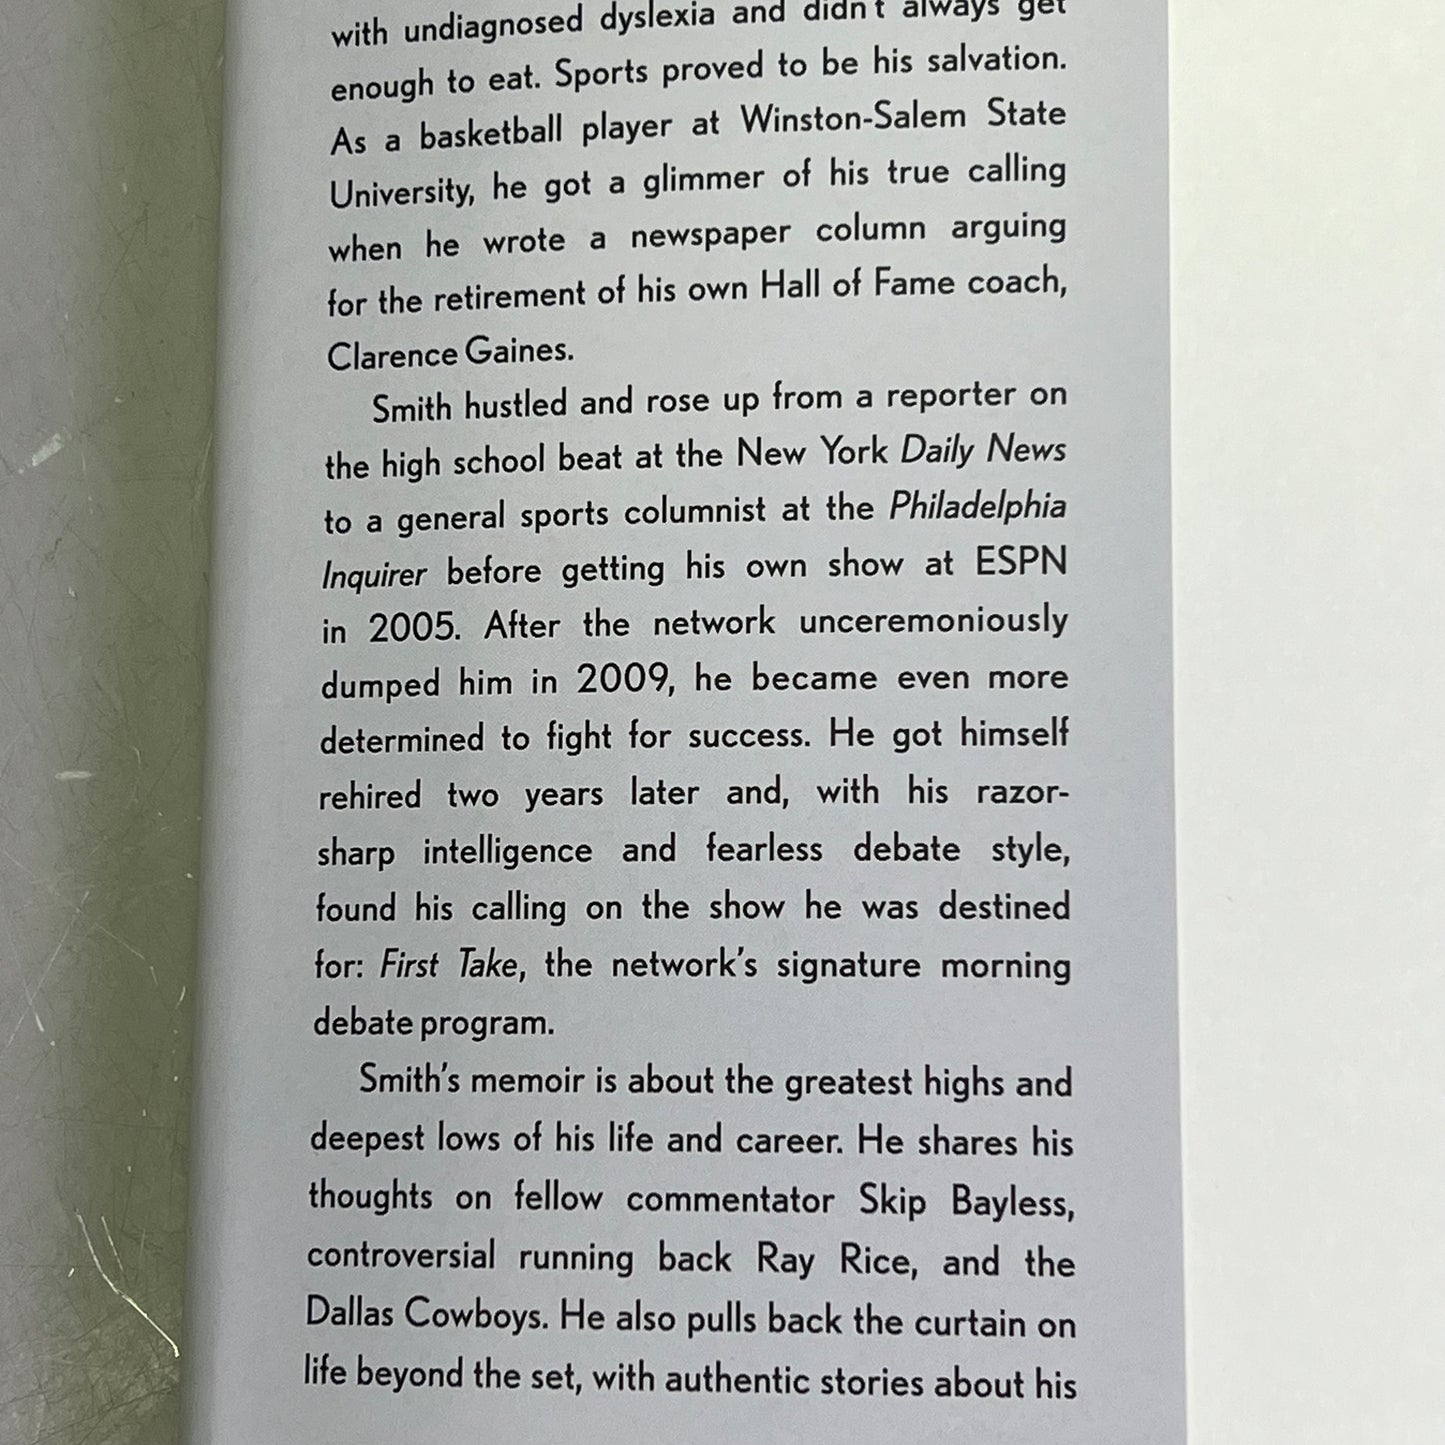 with undiagnosed dyslexia and didn't always get
enough to eat. Sports proved to be his salvation.
As a basketball player at Winston-Salem State
University, he got a glimmer of his true calling
when he wrote a newspaper column arguing
for the retirement of his own Hall of Fame coach,
Clarence Gaines.
Smith hustled and rose up from a reporter on
the high school beat at the New York Daily News
to a general sports columnist at the Philadelphia
Inquirer before getting his own show at ESPN
in 2005. After the network unceremoniously
dumped him in 2009, he became even more
determined to fight for success. He got himself
rehired two years later and, with his razor-
sharp intelligence and fearless debate style,
found his calling on the show he was destined
for: First Take, the network's signature morning
debate program.
Smith's memoir is about the greatest highs and
deepest lows of his life and career. He shares his
thoughts on fellow commentator Skip Bayless,
controversial running back Ray Rice, and the
Dallas Cowboys. He also pulls back the curtain on
life beyond the set, with authentic stories about his